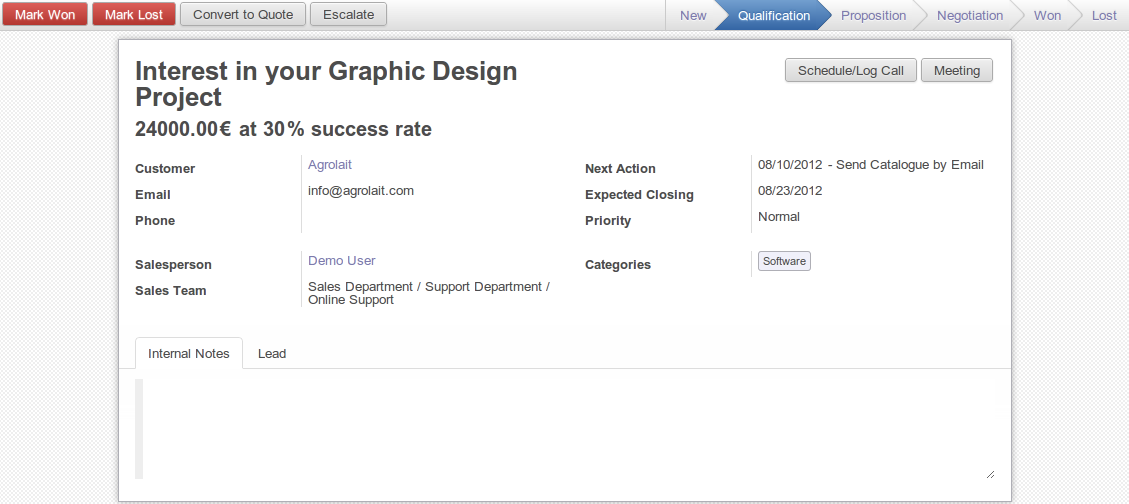 Mark Won Mark Lost Convert to Quote Escalate New Qualification Proposition Negotiation Won Lost
Interest in your Graphic Design
Project
Schedule/Log Call Meeting
24000.00€ at 30% success rate
Customer Agrolait
Email info@agrolait.com
Phone
Next Action 08/10/2012 - Send Catalogue by Email
Expected Closing 08/23/2012
Priority Normal
Salesperson Demo User
Sales Team Sales Department / Support Department /
Online Support
Categories Software
Internal Notes Lead